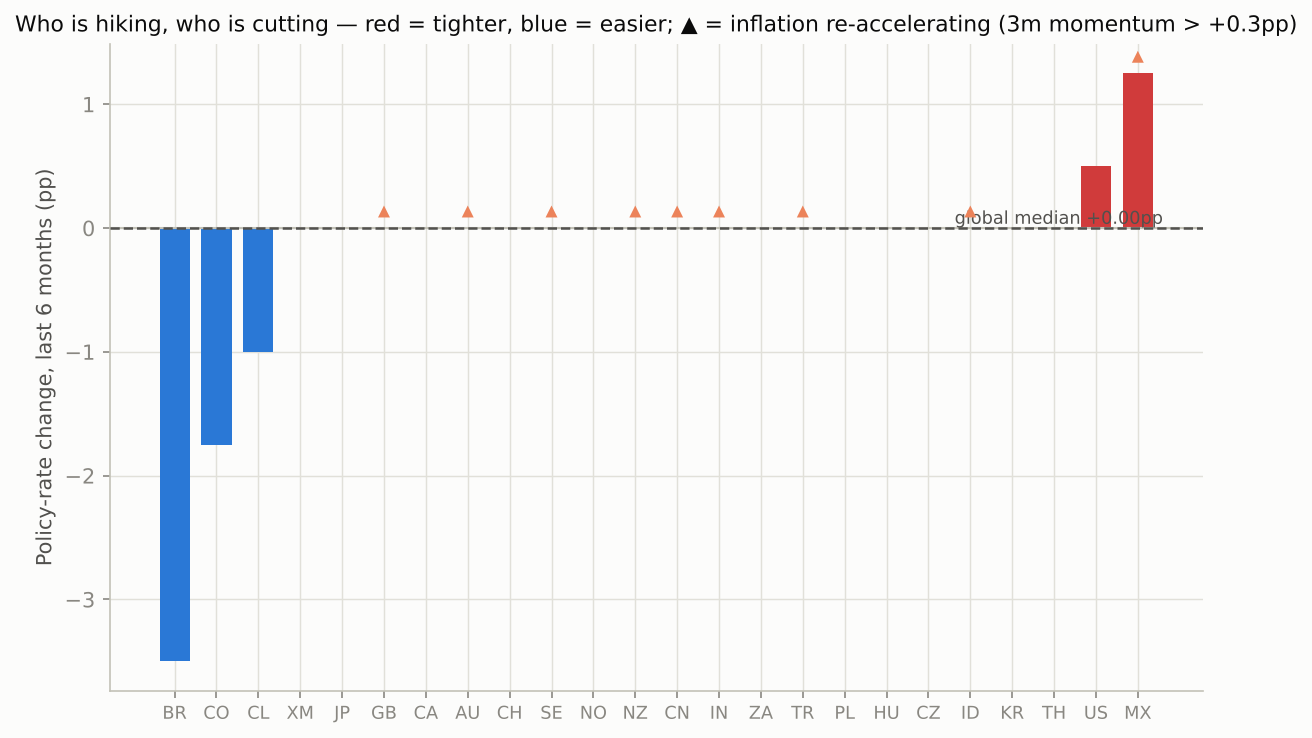 Who is hiking, who is cutting — red = tighter, blue = easier; ▲ = inflation re-accelerating (3m momentum > +0.3pp)
Policy-rate change, last 6 months (pp)
1
0
−1
−2
−3
global median +0.00pp
BR CO CL XM JP GB CA AU CH SE NO NZ CN IN ZA TR PL HU CZ ID KR TH US MX